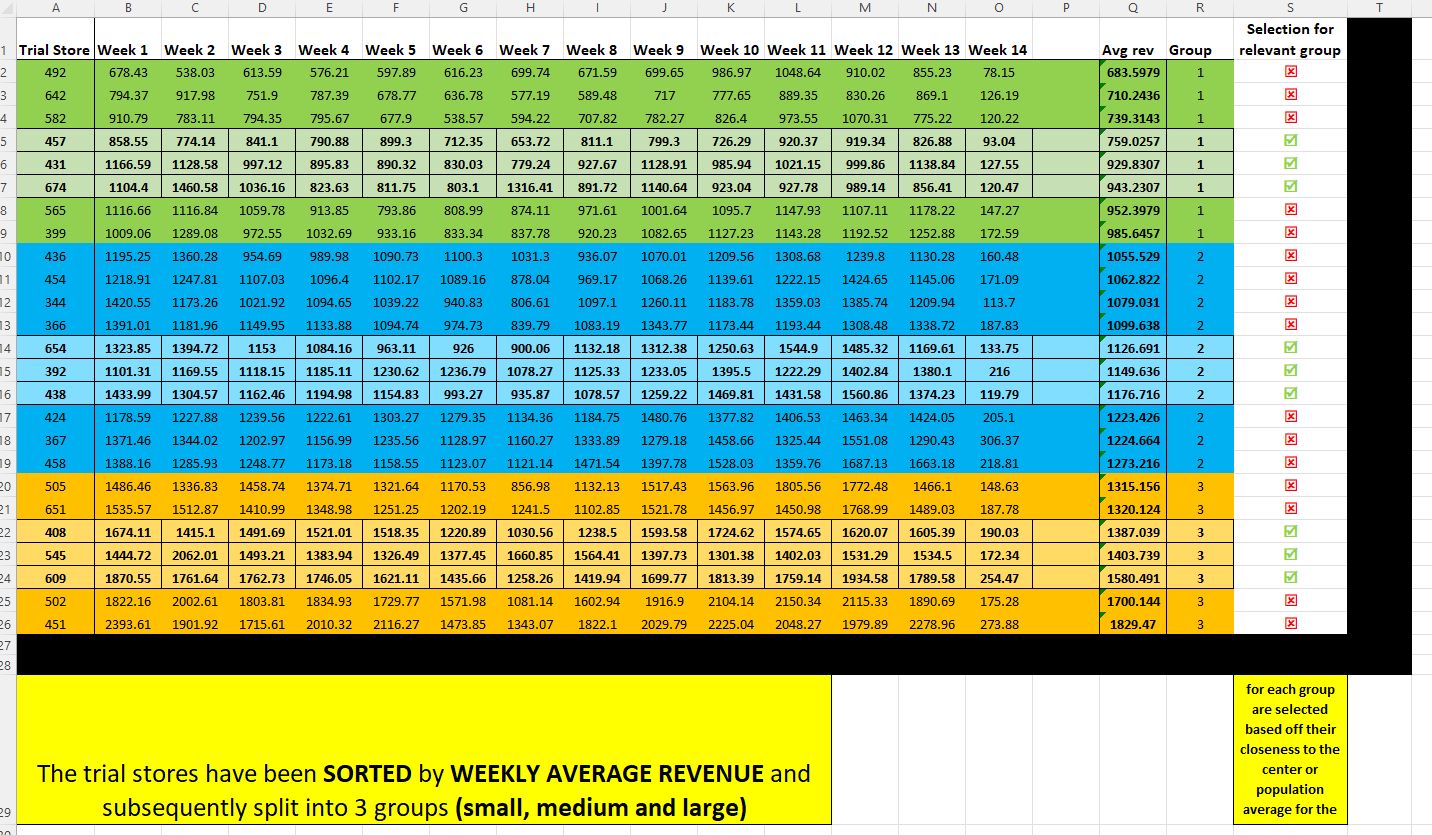 A B C D E F G H I J K L M N O P Q R S T
Selection for
1 Trial Store Week 1 Week 2 Week 3 Week 4 Week 5 Week 6 Week 7 Week 8 Week 9 Week 10 Week 11 Week 12 Week 13 Week 14 Avg rev Group relevant group
2 492 678.43 538.03 613.59 576.21 597.89 616.23 699.74 671.59 699.65 986.97 1048.64 910.02 855.23 78.15 683.5979 1
3 642 794.37 917.98 751.9 787.39 678.77 636.78 577.19 589.48 717 777.65 889.35 830.26 869.1 126.19 710.2436 1
4 582 910.79 783.11 794.35 795.67 677.9 538.57 594.22 707.82 782.27 826.4 973.55 1070.31 775.22 120.22 739.3143 1
5 457 858.55 774.14 841.1 790.88 899.3 712.35 653.72 811.1 799.3 726.29 920.37 919.34 826.88 93.04 759.0257 1
6 431 1166.59 1128.58 997.12 895.83 890.32 830.03 779.24 927.67 1128.91 985.94 1021.15 999.86 1138.84 127.55 929.8307 1
7 674 1104.4 1460.58 1036.16 823.63 811.75 803.1 1316.41 891.72 1140.64 923.04 927.78 989.14 856.41 120.47 943.2307 1
8 565 1116.66 1116.84 1059.78 913.85 793.86 808.99 874.11 971.61 1001.64 1095.7 1147.93 1107.11 1178.22 147.27 952.3979 1
9 399 1009.06 1289.08 972.55 1032.69 933.16 833.34 837.78 920.23 1082.65 1127.23 1143.28 1192.52 1252.88 172.59 985.6457 1
10 436 1195.25 1360.28 954.69 989.98 1090.73 1100.3 1031.3 936.07 1070.01 1209.56 1308.68 1239.8 1130.28 160.48 1055.529 2
11 454 1218.91 1247.81 1107.03 1096.4 1102.17 1089.16 878.04 969.17 1068.26 1139.61 1222.15 1424.65 1145.06 171.09 1062.822 2
12 344 1420.55 1173.26 1021.92 1094.65 1039.22 940.83 806.61 1097.1 1260.11 1183.78 1359.03 1385.74 1209.94 113.7 1079.031 2
13 366 1391.01 1181.96 1149.95 1133.88 1094.74 974.73 839.79 1083.19 1343.77 1173.44 1193.44 1308.48 1338.72 187.83 1099.638 2
14 654 1323.85 1394.72 1153 1084.16 963.11 926 900.06 1132.18 1312.38 1250.63 1544.9 1485.32 1169.61 133.75 1126.691 2
15 392 1101.31 1169.55 1118.15 1185.11 1230.62 1236.79 1078.27 1125.33 1233.05 1395.5 1222.29 1402.84 1380.1 216 1149.636 2
16 438 1433.99 1304.57 1162.46 1194.98 1154.83 993.27 935.87 1078.57 1259.22 1469.81 1431.58 1560.86 1374.23 119.79 1176.716 2
17 424 1178.59 1227.88 1239.56 1222.61 1303.27 1279.35 1134.36 1184.75 1480.76 1377.82 1406.53 1463.34 1424.05 205.1 1223.426 2
18 367 1371.46 1344.02 1202.97 1156.99 1235.56 1128.97 1160.27 1333.89 1279.18 1458.66 1325.44 1551.08 1290.43 306.37 1224.664 2
19 458 1388.16 1285.93 1248.77 1173.18 1158.55 1123.07 1121.14 1471.54 1397.78 1528.03 1359.76 1687.13 1663.18 218.81 1273.216 2
20 505 1486.46 1336.83 1458.74 1374.71 1321.64 1170.53 856.98 1132.13 1517.43 1563.96 1805.56 1772.48 1466.1 148.63 1315.156 3
21 651 1535.57 1512.87 1410.99 1348.98 1251.25 1202.19 1241.5 1102.85 1521.78 1456.97 1450.98 1768.99 1489.03 187.78 1320.124 3
22 408 1674.11 1415.1 1491.69 1521.01 1518.35 1220.89 1030.56 1238.5 1593.58 1724.62 1574.65 1620.07 1605.39 190.03 1387.039 3
23 545 1444.72 2062.01 1493.21 1383.94 1326.49 1377.45 1660.85 1564.41 1397.73 1301.38 1402.03 1531.29 1534.5 172.34 1403.739 3
24 609 1870.55 1761.64 1762.73 1746.05 1621.11 1435.66 1258.26 1419.94 1699.77 1813.39 1759.14 1934.58 1789.58 254.47 1580.491 3
25 502 1822.16 2002.61 1803.81 1834.93 1729.77 1571.98 1081.14 1602.94 1916.9 2104.14 2150.34 2115.33 1890.69 175.28 1700.144 3
26 451 2393.61 1901.92 1715.61 2010.32 2116.27 1473.85 1343.07 1822.1 2029.79 2225.04 2048.27 1979.89 2278.96 273.88 1829.47 3
27
28
29
The trial stores have been SORTED by WEEKLY AVERAGE REVENUE and
subsequently split into 3 groups (small, medium and large)
for each group
are selected
based off their
closeness to the
center or
population
average for the